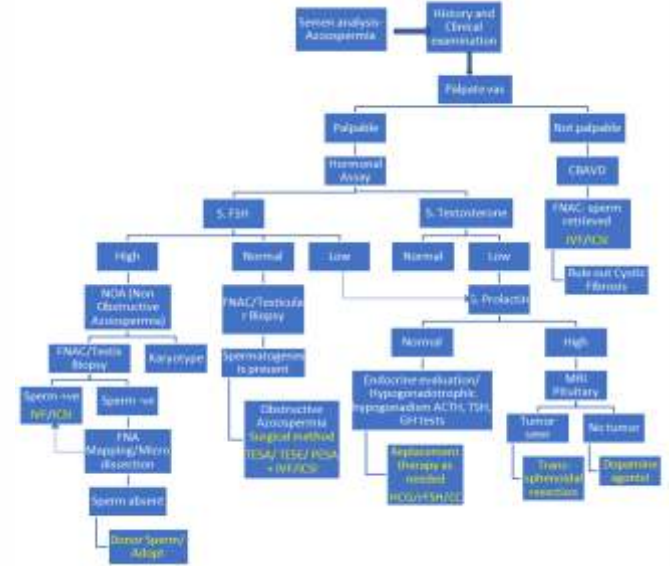 Semen analysis-
Azoospermia
History and
Clinical
examination
Palpate vas
Palpable
Not palpable
Hormonal
Assay
CBAVD
S. FSH
S. Testosterone
FNAC- sperm
retrieved
IVF/ICSI
High
Normal
Low
Normal
Low
Rule out Cystic
Fibrosis
NOA (Non
Obstructive
Azoospermia)
FNAC/Testicula
r Biopsy
S. Prolactin
FNAC/Testis
Biopsy
Karyotype
Spermatogenes
is present
Normal
High
Sperm -ve
IVF/ICSI
Sperm -ve
Endocrine evaluation/
Hypogonadotrophic
hypogonadism ACTH, TSH,
GH tests
MRI
Pituitary
FNA
Mapping/Micro
dissection
Obstructive
Azoospermia
Surgical method
TESA/ TESE/ PESA
+ IVF/ICSI
Tumor
No tumor
Replacement
therapy as
needed
Trans-
sphenoidal
resection
Dopamine
agonist
Sperm absent
Donor Sperm/
Adopt